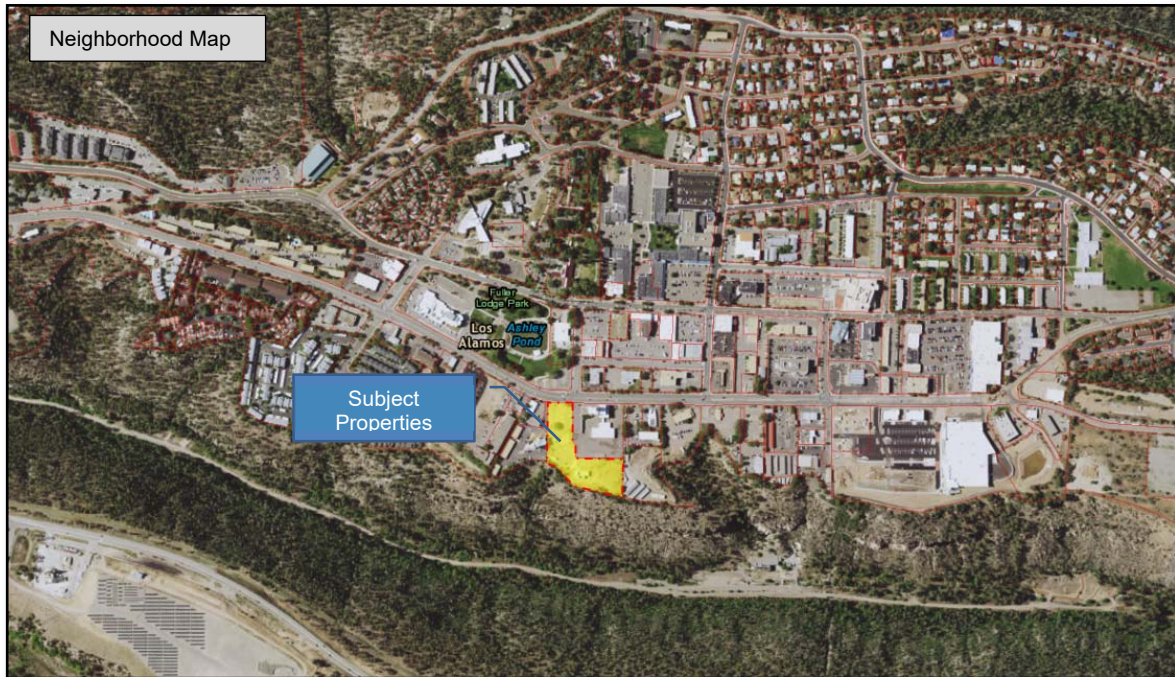 Neighborhood Map
Fuller
Lodge Park
Los
Alamos
Ashley
Pond
Subject
Properties